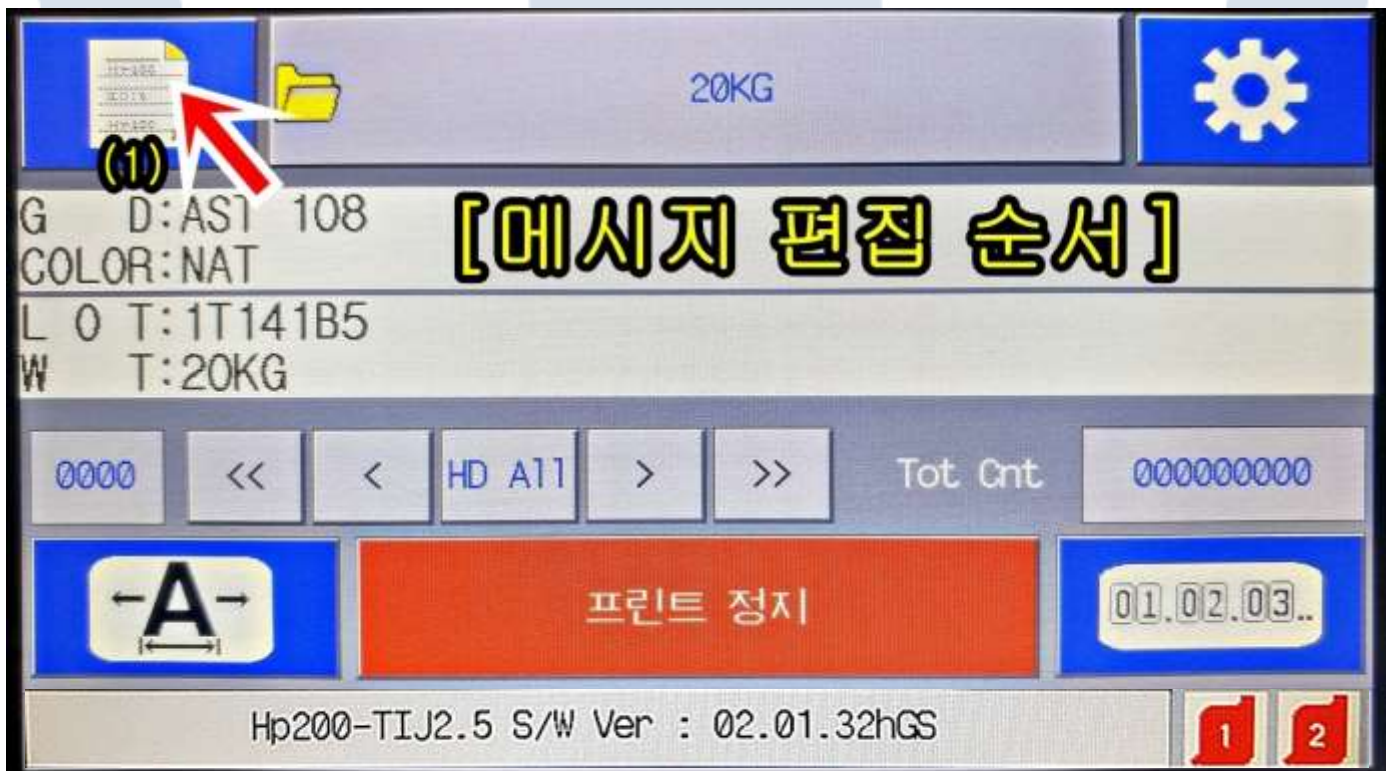 Hp200
20KG
(1)
G D:AST 108
[메시지 편집 순서]
COLOR:NAT
L O T:1T141B5
W T:20KG
0000 << < HD All > >> Tot Cnt 000000000
←A→ 프린트 정지 01.02.03..
Hp200-TIJ2.5 S/W Ver : 02.01.32hGS 1 2